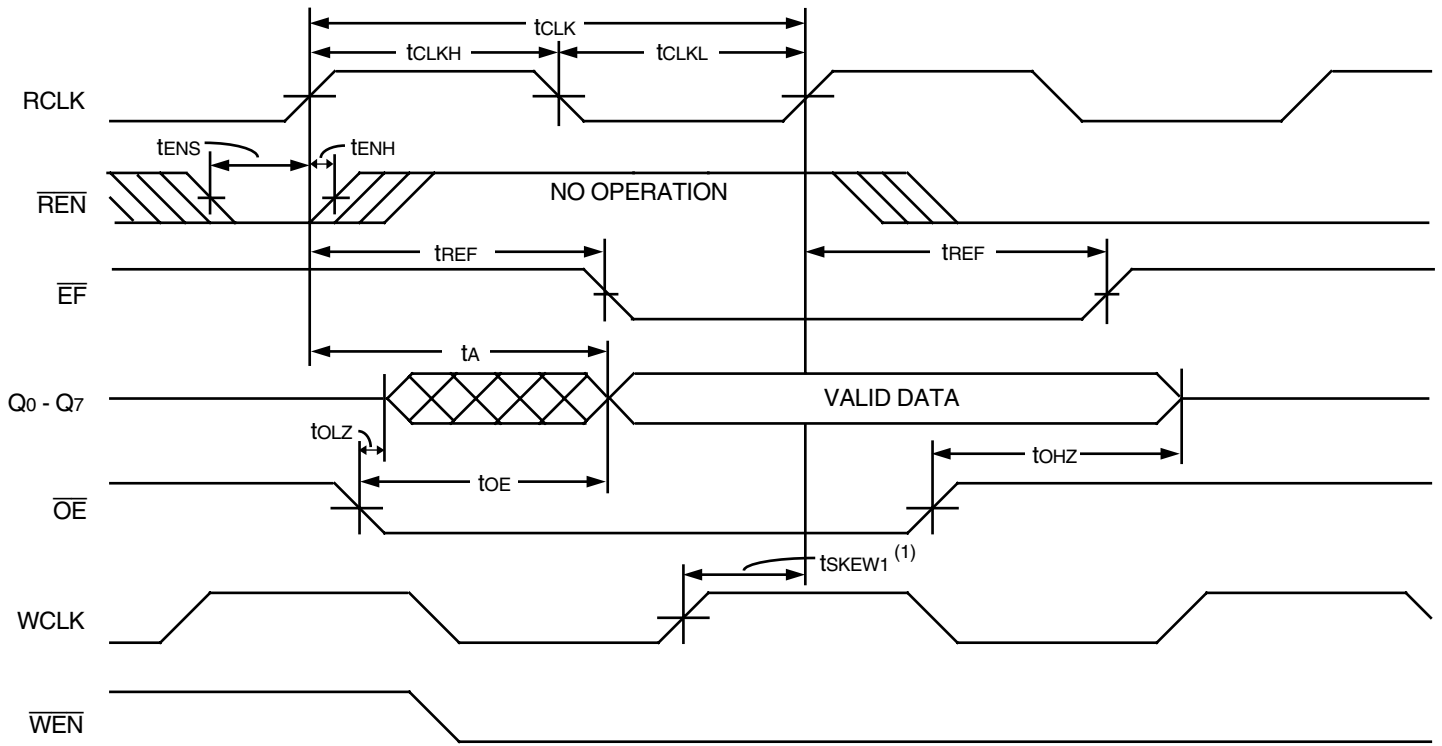 tCLK
tCLKH
tCLKL
RCLK
tENS
tENH
REN
NO OPERATION
tREF
tREF
EF
tA
Q0 - Q7
VALID DATA
tOLZ
tOHZ
tOE
OE
tSKEW1 (1)
WCLK
WEN